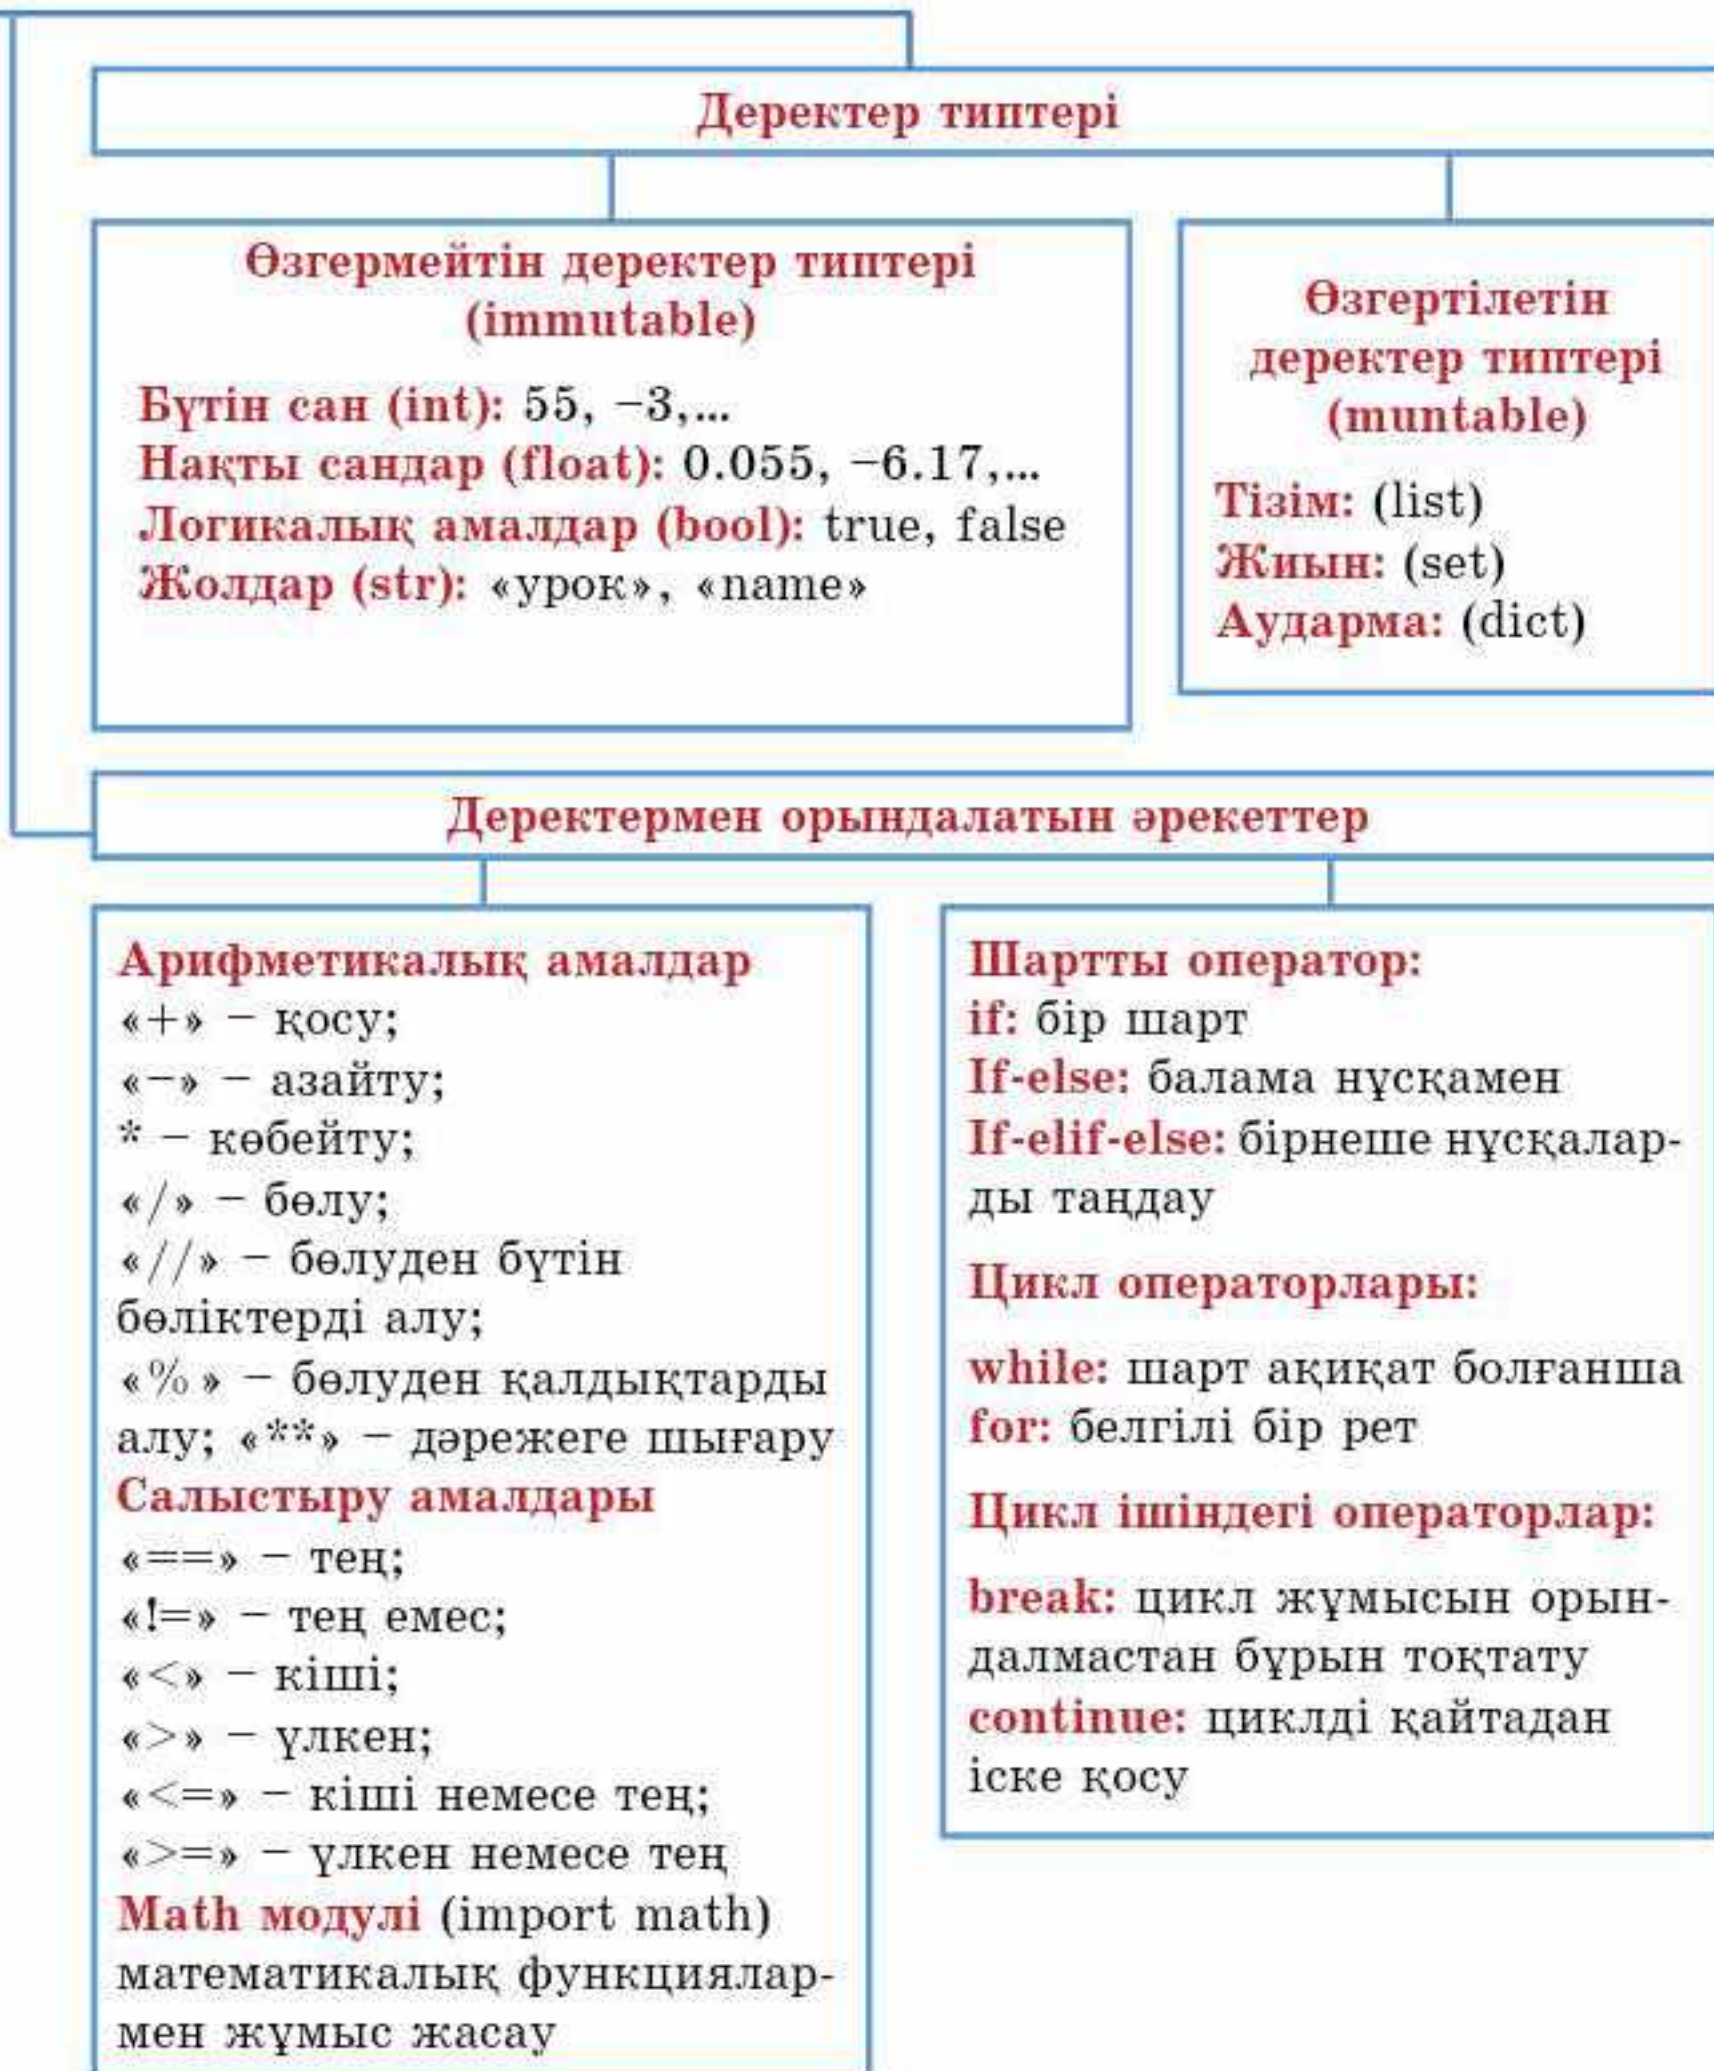 Деректер типтері
Өзгермейтін деректер типтері
(immutable)
Бүтін сан (int): 55, −3,...
Нақты сандар (float): 0.055, −6.17,...
Логикалық амалдар (bool): true, false
Жолдар (str): «урок», «name»
Өзгертілетін
деректер типтері
(muntable)
Тізім: (list)
Жиын: (set)
Аударма: (dict)
Деректермен орындалатын әрекеттер
Арифметикалық амалдар
«+» − қосу;
«−» − азайту;
* − көбейту;
«/» − бөлу;
«//» − бөлуден бүтін
бөліктерді алу;
«%» − бөлуден қалдықтарды
алу; «**» − дәрежеге шығару
Салыстыру амалдары
«==» − тең;
«!=» − тең емес;
«<» − кіші;
«>» − үлкен;
«<=» − кіші немесе тең;
«>=» − үлкен немесе тең
Math модулі (import math)
математикалық функциялар-
мен жұмыс жасау
Шартты оператор:
if: бір шарт
If-else: балама нұсқамен
If-elif-else: бірнеше нұсқалар-
ды таңдау
Цикл операторлары:
while: шарт ақиқат болғанша
for: белгілі бір рет
Цикл ішіндегі операторлар:
break: цикл жұмысын орын-
далмастан бұрын тоқтату
continue: циклді қайтадан
іске қосу